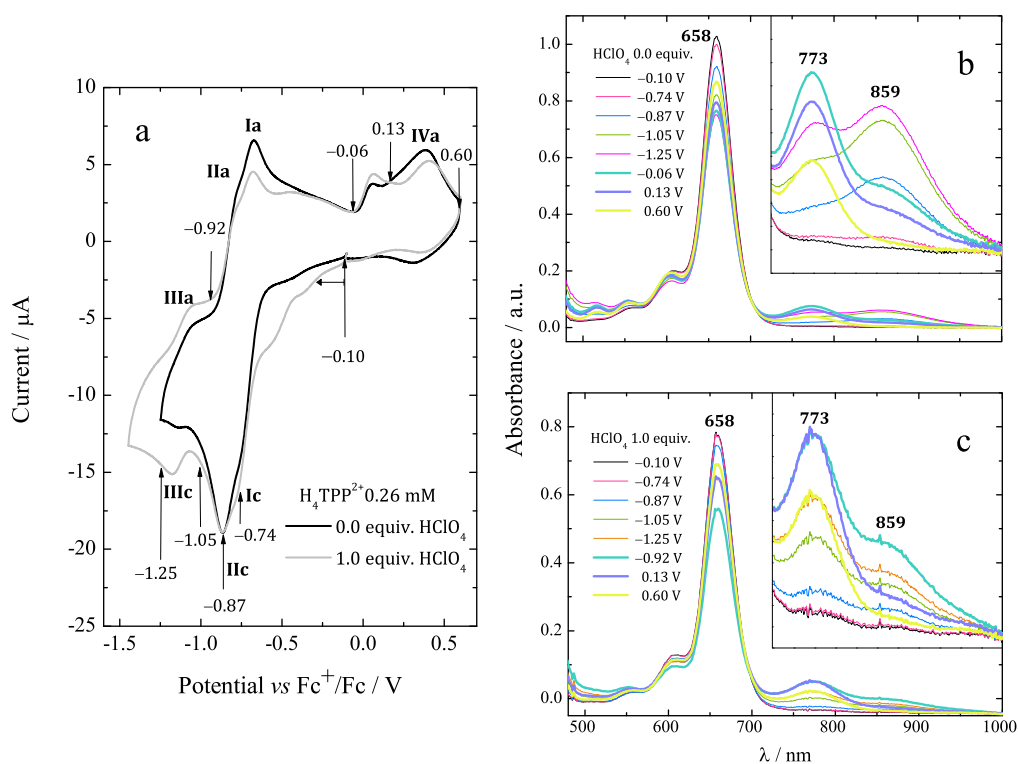 a
10
5
0
-5
-10
-15
-20
-25
-1.5
-1.0
-0.5
0.0
0.5
Current / µA
Potential vs Fc⁺/Fc / V
Ia
IIa
IIIa
IVa
−0.92
−0.06
0.13
0.60
−0.10
IIIc
−1.05
−1.25
Ic
−0.74
IIc
−0.87
H₄TPP²⁺ 0.26 mM
0.0 equiv. HClO₄
1.0 equiv. HClO₄
Absorbance / a.u.
b
1.0
0.8
0.6
0.4
0.2
0.0
658
HClO₄ 0.0 equiv.
−0.10 V
−0.74 V
−0.87 V
−1.05 V
−1.25 V
−0.06 V
0.13 V
0.60 V
773
859
c
0.8
0.6
0.4
0.2
0.0
658
HClO₄ 1.0 equiv.
−0.10 V
−0.74 V
−0.87 V
−1.05 V
−1.25 V
−0.92 V
0.13 V
0.60 V
773
859
500
600
700
800
900
1000
λ / nm